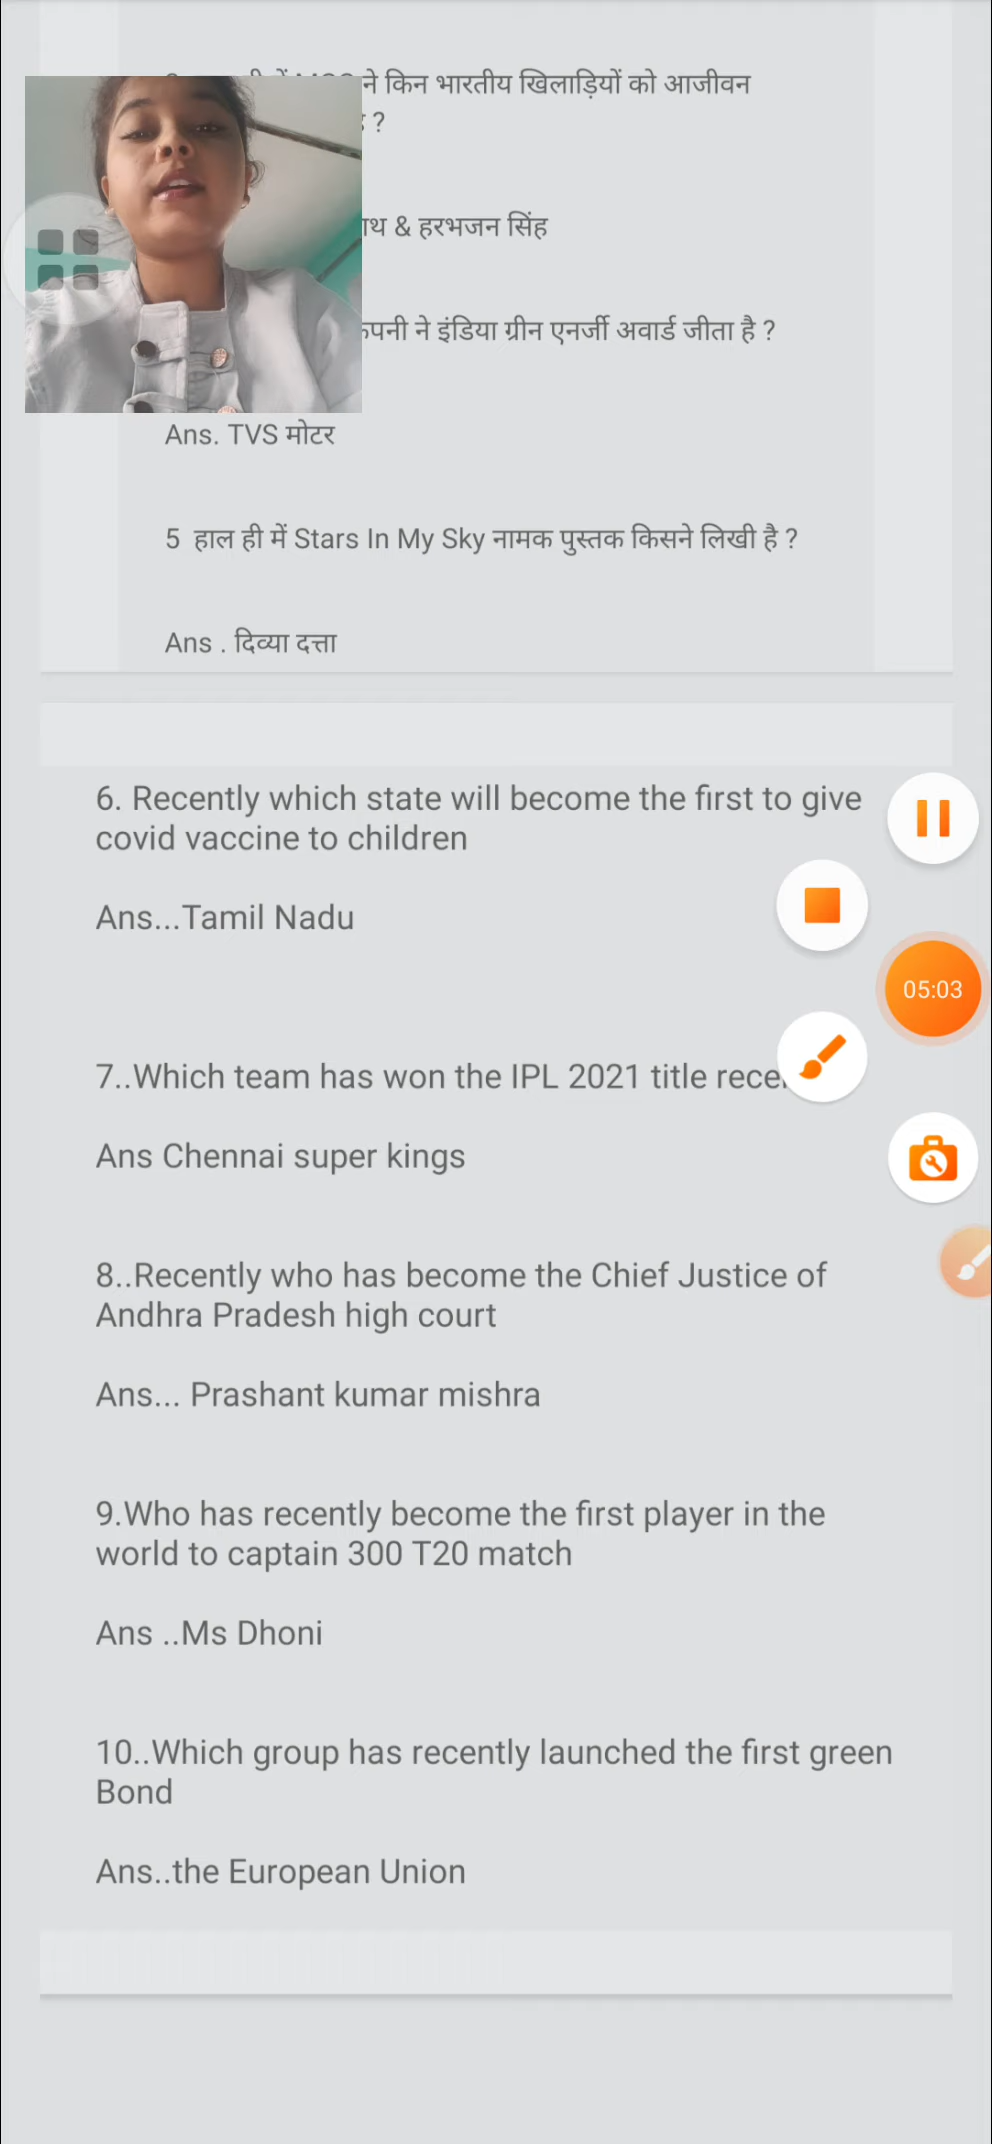 ने किन भारतीय खिलाड़ियों को आजीवन
?
& हरभजन सिंह
ने इंडिया ग्रीन एनर्जी अवार्ड जीता है ?
Ans. TVS मोटर
5 हाल ही में Stars In My Sky नामक पुस्तक किसने लिखी है ?
Ans . दिव्या दत्ता
6. Recently which state will become the first to give
covid vaccine to children
Ans...Tamil Nadu
05:03
7..Which team has won the IPL 2021 title
Ans Chennai super kings
8..Recently who has become the Chief Justice of
Andhra Pradesh high court
Ans... Prashant kumar mishra
9.Who has recently become the first player in the
world to captain 300 T20 match
Ans ..Ms Dhoni
10..Which group has recently launched the first green
Bond
Ans..the European Union